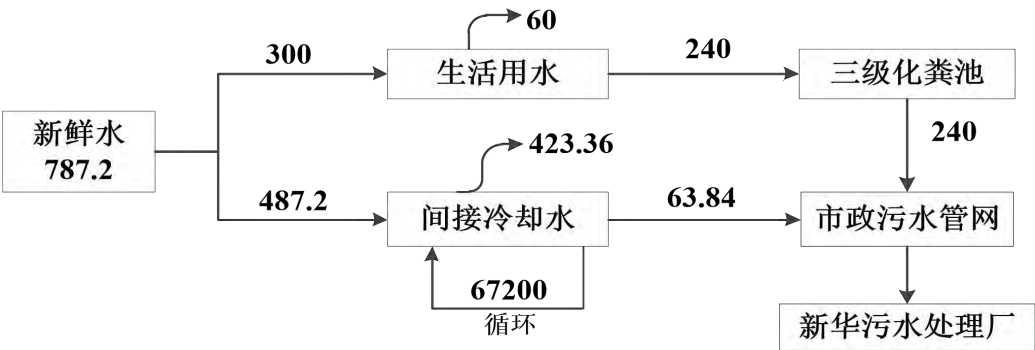 60
300
生活用水
240
三级化粪池
新鲜水
787.2
423.36
240
487.2
间接冷却水
63.84
市政污水管网
67200
循环
新华污水处理厂